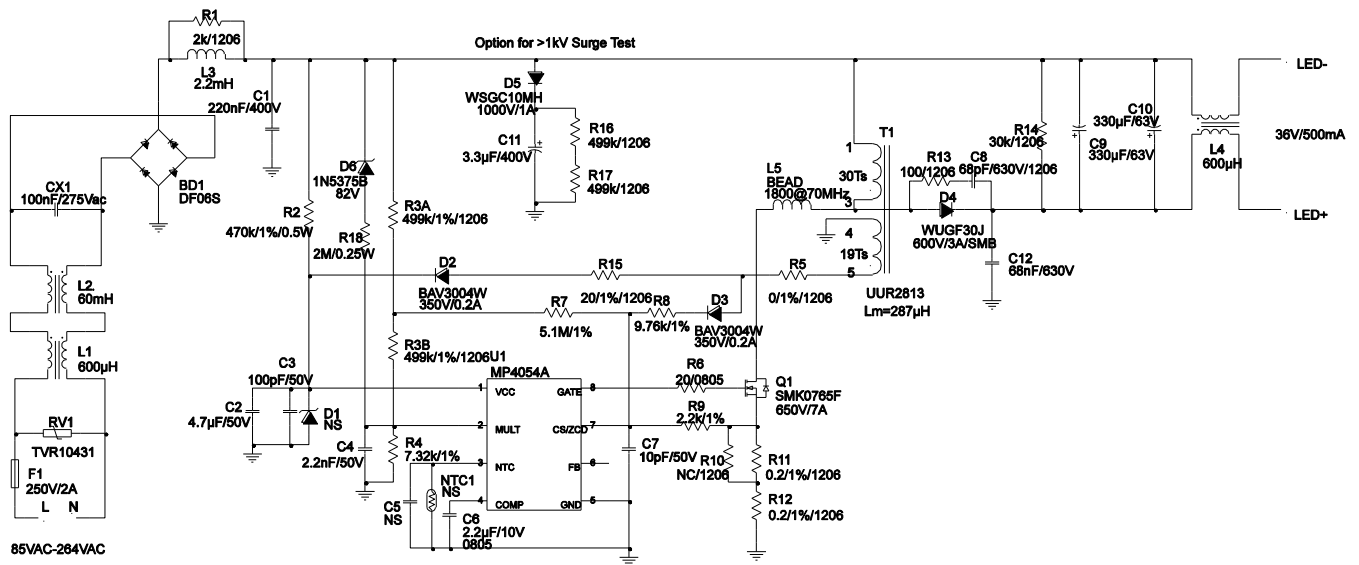 R1
2k/1206
L3
2.2mH
C1
220nF/400V
Option for >1kV Surge Test
D5
WSGC10MH
1000V/1A
C11
3.3µF/400V
R16
499k/1206
R17
499k/1206
BD1
DF06S
CX1
100nF/275Vac
D6
1N5375B
82V
R2
470k/1%/0.5W
R18
2M/0.25W
R3A
499k/1%/1206
L5
BEAD
1800@70MHz
T1
1
30Ts
3
4
19Ts
5
UUR2813
Lm=287µH
R13
100/1206
C8
68pF/630V/1206
D4
WUGF30J
600V/3A/SMB
R14
30k/1206
C10
330µF/63V
C9
330µF/63V
L4
600µH
LED-
36V/500mA
LED+
C12
68nF/630V
L2
60mH
L1
600µH
D2
BAV3004W
350V/0.2A
R15
20/1%/1206
R5
0/1%/1206
R7
5.1M/1%
R8
9.76k/1%
D3
BAV3004W
350V/0.2A
R3B
499k/1%/1206
U1
MP4054A
1
VCC
GATE
8
2
MULT
CS/ZCD
7
3
NTC
FB
6
4
COMP
GND
5
C3
100pF/50V
C2
4.7µF/50V
D1
NS
C4
2.2nF/50V
R4
7.32k/1%
R6
20/0805
Q1
SMK0765F
650V/7A
R9
2.2k/1%
C7
10pF/50V
R10
NC/1206
R11
0.2/1%/1206
R12
0.2/1%/1206
NTC1
NS
C5
NS
C6
2.2µF/10V
0805
RV1
TVR10431
F1
250V/2A
L N
85VAC-264VAC